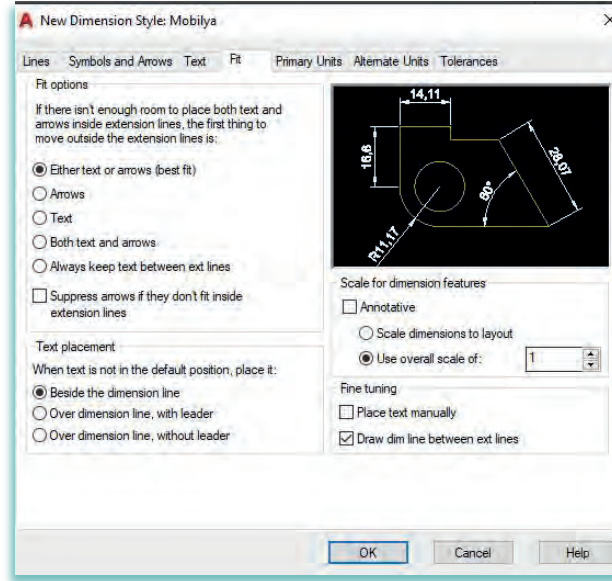 New Dimension Style: Mobilya
Lines Symbols and Arrows Text Fit Primary Units Alternate Units Tolerances
Fit options
If there isn't enough room to place both text and
arrows inside extension lines, the first thing to
move outside the extension lines is:
Either text or arrows (best fit)
Arrows
Text
Both text and arrows
Always keep text between ext lines
Suppress arrows if they don't fit inside
extension lines
Text placement
When text is not in the default position, place it:
Beside the dimension line
Over dimension line, with leader
Over dimension line, without leader
14,11
16,6
28,07
60°
R11,17
Scale for dimension features
Annotative
Scale dimensions to layout
Use overall scale of: 1
Fine tuning
Place text manually
Draw dim line between ext lines
OK Cancel Help